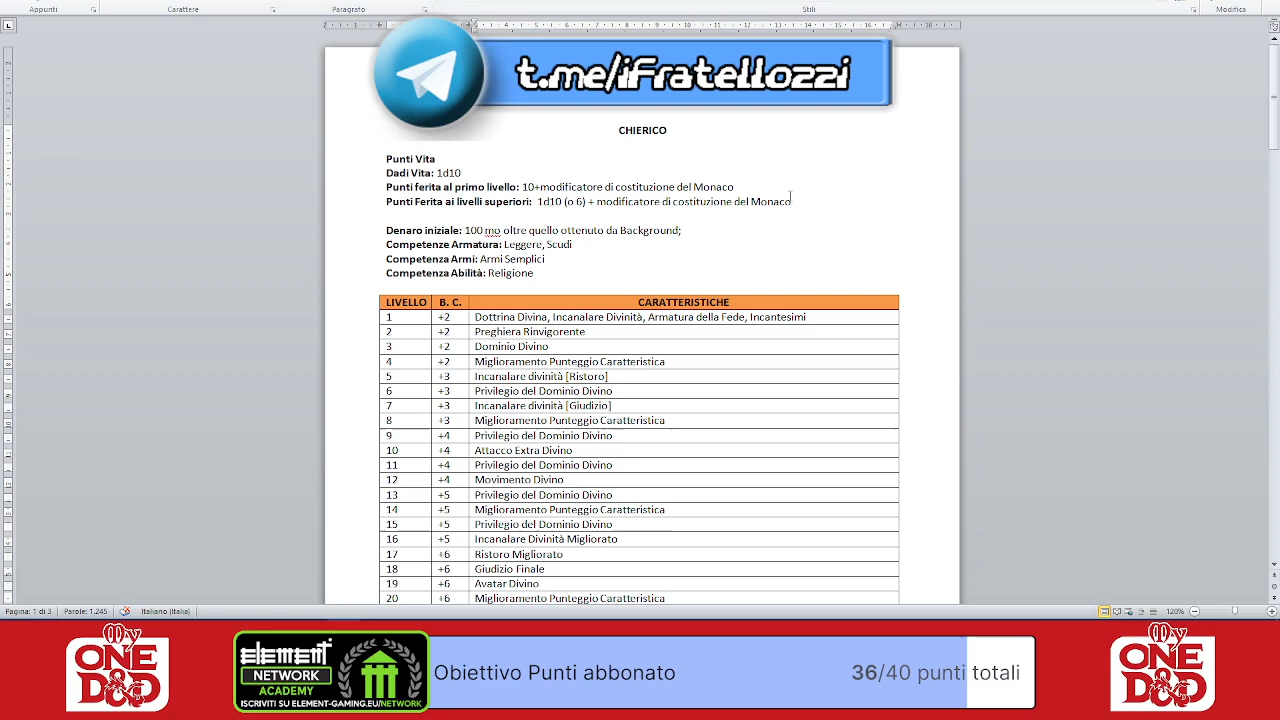 Appunti Carattere Paragrafo Stili Modifica
t.me/iFratellozzi
CHIERICO
Punti Vita
Dadi Vita: 1d10
Punti ferita al primo livello: 10+modificatore di costituzione del Monaco
Punti Ferita ai livelli superiori: 1d10 (o 6) + modificatore di costituzione del Monaco
Denaro iniziale: 100 mo oltre quello ottenuto da Background;
Competenze Armatura: Leggere, Scudi
Competenze Armi: Armi Semplici
Competenza Abilità: Religione
LIVELLO B. C. CARATTERISTICHE
1 +2 Dottrina Divina, Incanalare Divinità, Armatura della Fede, Incantesimi
2 +2 Preghiera Rinvigorente
3 +2 Dominio Divino
4 +2 Miglioramento Punteggio Caratteristica
5 +3 Incanalare divinità [Ristoro]
6 +3 Privilegio del Dominio Divino
7 +3 Incanalare divinità [Giudizio]
8 +3 Miglioramento Punteggio Caratteristica
9 +4 Privilegio del Dominio Divino
10 +4 Attacco Extra Divino
11 +4 Privilegio del Dominio Divino
12 +4 Movimento Divino
13 +5 Privilegio del Dominio Divino
14 +5 Miglioramento Punteggio Caratteristica
15 +5 Privilegio del Dominio Divino
16 +5 Incanalare Divinità Migliorato
17 +6 Ristoro Migliorato
18 +6 Giudizio Finale
19 +6 Avatar Divino
20 +6 Miglioramento Punteggio Caratteristica
Pagina: 1 di 3 Parole: 1.245 Italiano (Italia) 120%
My
ONE
D&D
element
NETWORK
ACADEMY
ISCRIVITI SU ELEMENT-GAMING.EU/NETWORK
Obiettivo Punti abbonato 36/40 punti totali
My
ONE
D&D